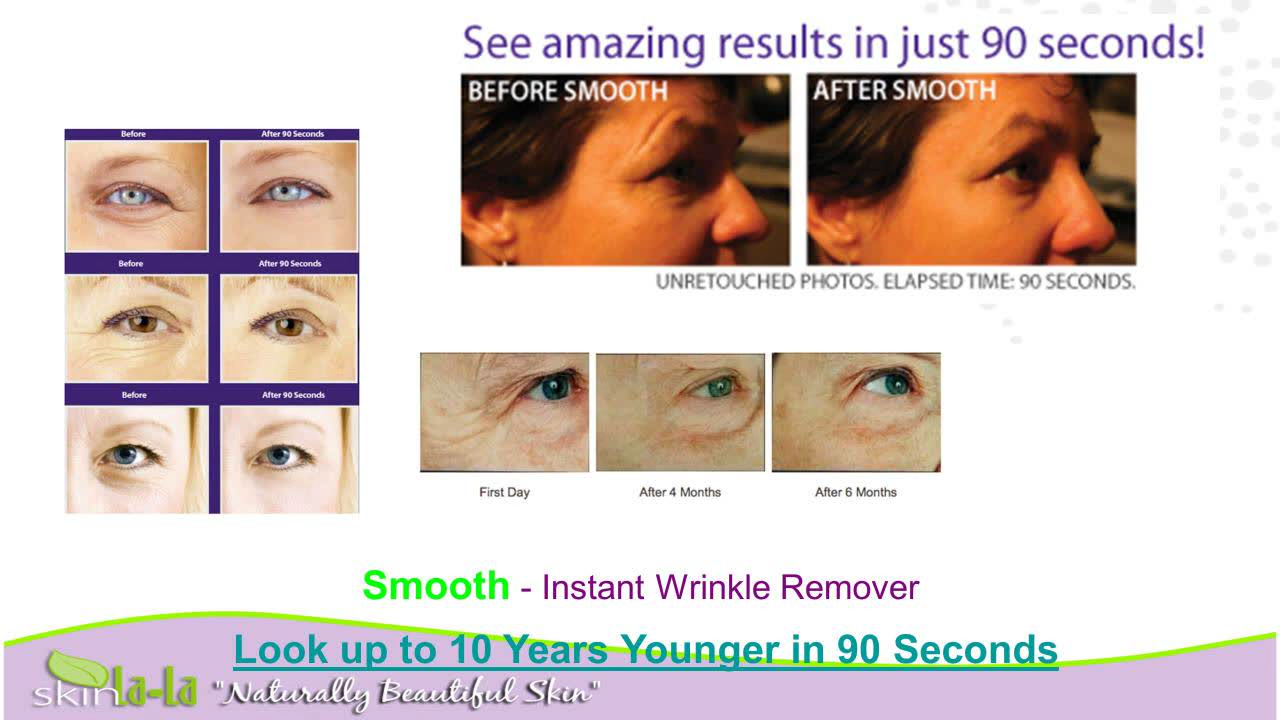 See amazing results in just 90 seconds!
BEFORE SMOOTH
AFTER SMOOTH
UNRETOUCHED PHOTOS. ELAPSED TIME: 90 SECONDS.
Before
After 90 Seconds
Before
After 90 Seconds
Before
After 90 Seconds
First Day
After 4 Months
After 6 Months
Smooth - Instant Wrinkle Remover
Look up to 10 Years Younger in 90 Seconds
skin la-la "Naturally Beautiful Skin"